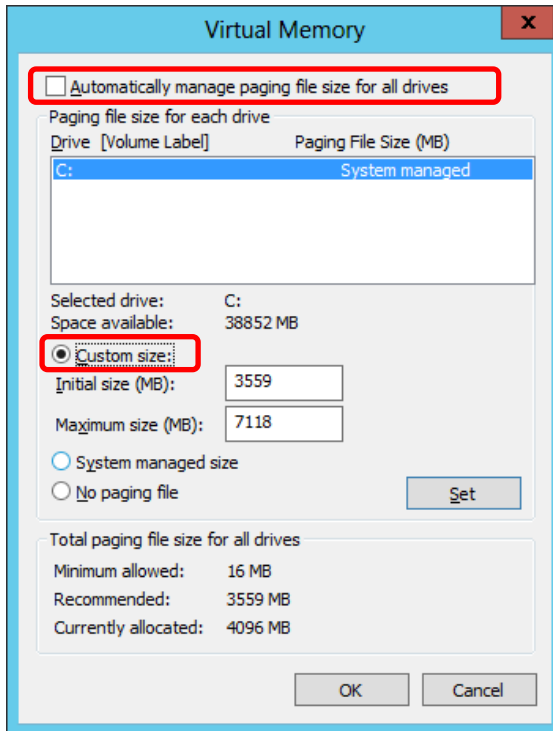 Virtual Memory
x
Automatically manage paging file size for all drives
Paging file size for each drive
Drive [Volume Label] Paging File Size (MB)
C: System managed
Selected drive: C:
Space available: 38852 MB
Custom size:
Initial size (MB): 3559
Maximum size (MB): 7118
System managed size
No paging file Set
Total paging file size for all drives
Minimum allowed: 16 MB
Recommended: 3559 MB
Currently allocated: 4096 MB
OK Cancel